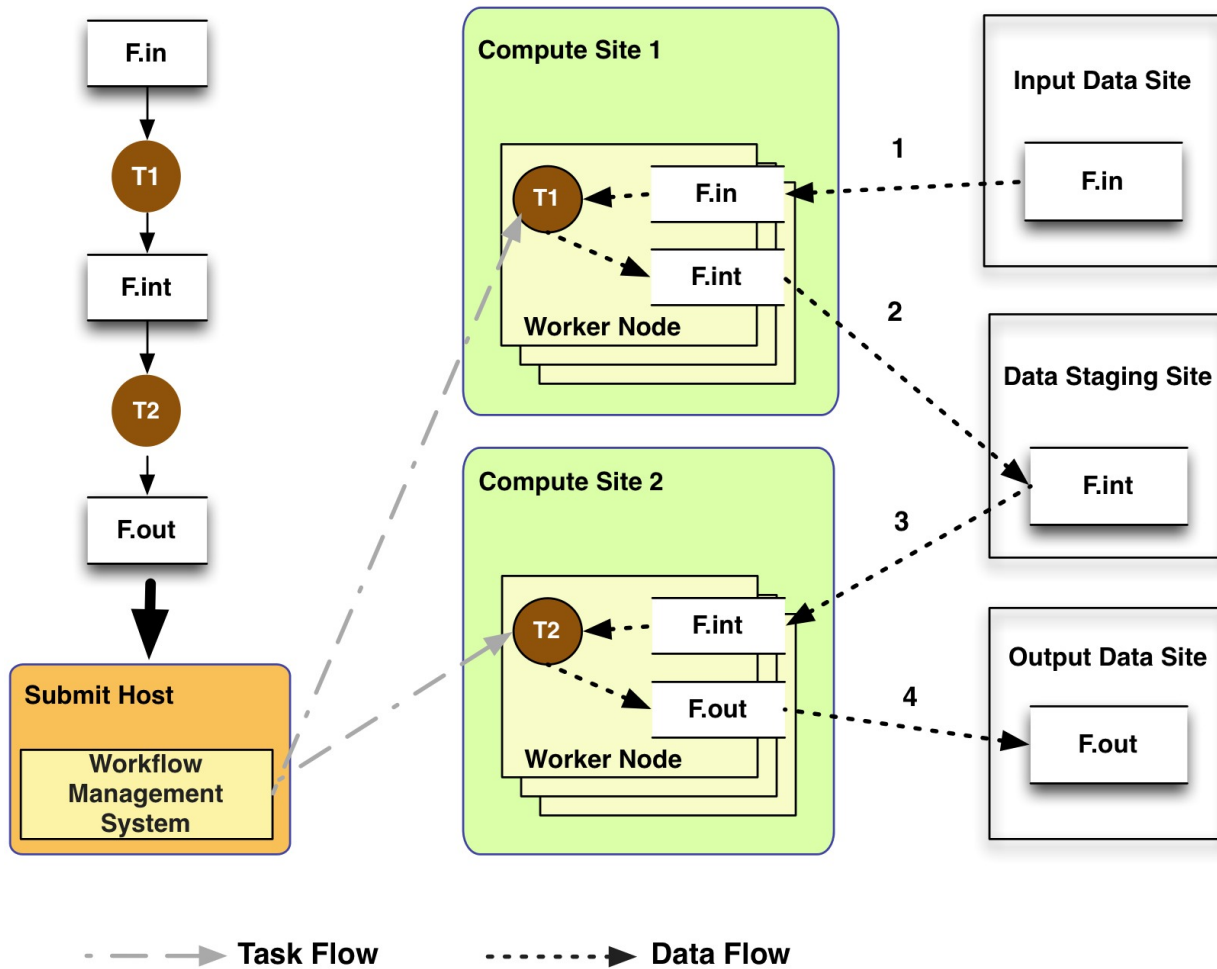 F.in
T1
F.int
T2
F.out
Submit Host
Workflow
Management
System
Compute Site 1
T1
F.in
F.int
Worker Node
Compute Site 2
T2
F.int
F.out
Worker Node
1
2
3
4
Input Data Site
F.in
Data Staging Site
F.int
Output Data Site
F.out
Task Flow
Data Flow